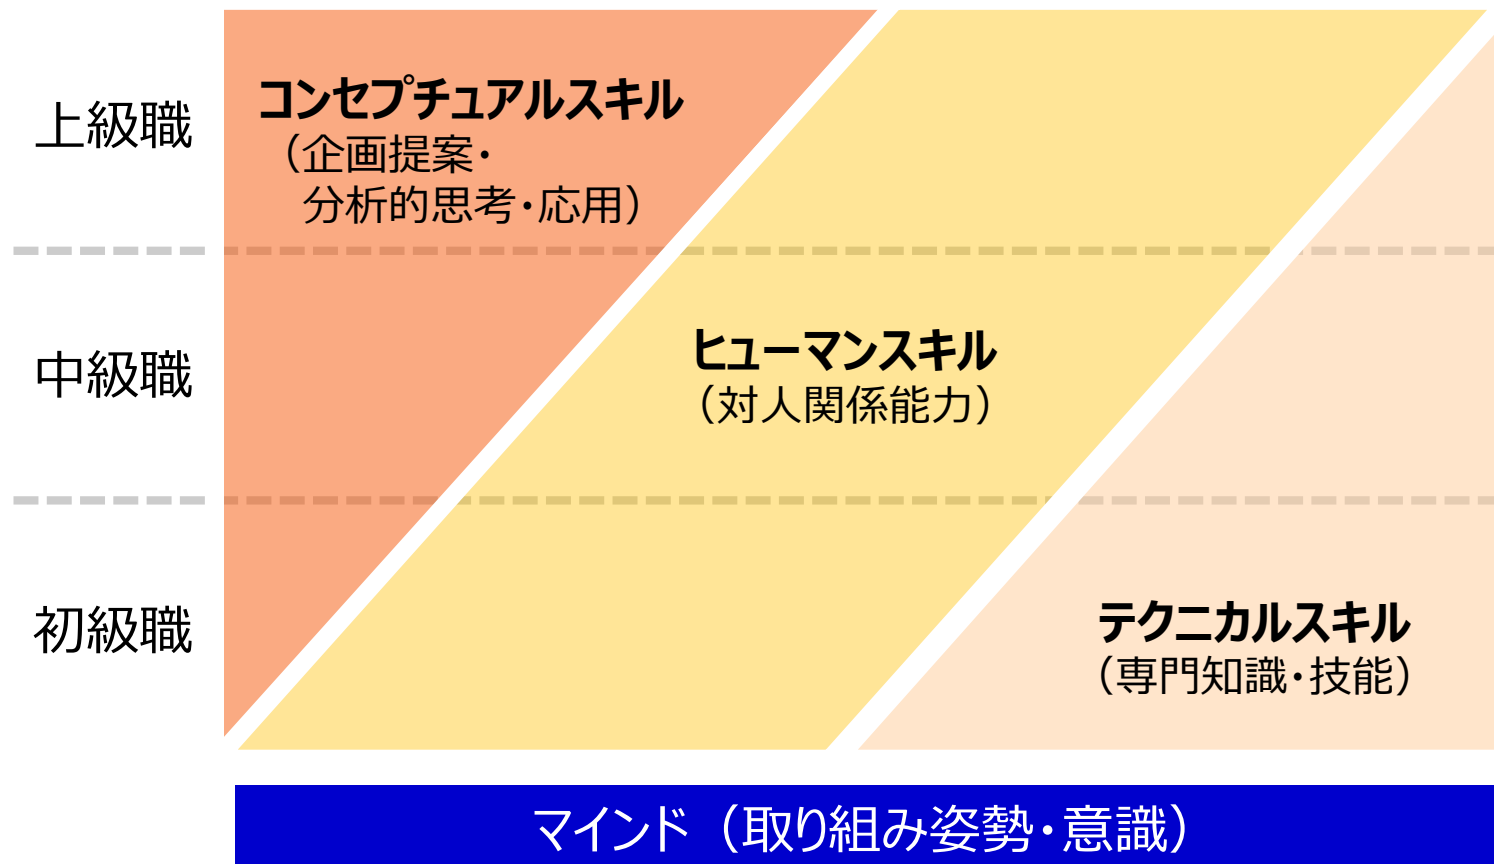 上級職
コンセプチュアルスキル
（企画提案・
分析的思考・応用）
中級職
ヒューマンスキル
（対人関係能力）
初級職
テクニカルスキル
（専門知識・技能）
マインド（取り組み姿勢・意識）